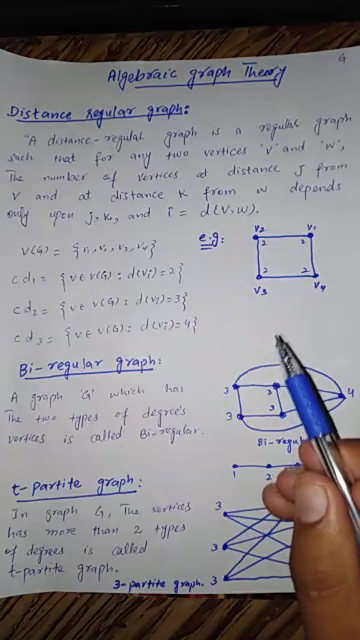 G
Algebraic graph Theory
Distance regular graph:
"A distance-regular graph is a regular graph
such that for any two vertices 'v' and 'w',
The number of vertices at distance J from
v and at distance K from w depends
only upon j, k, and i = d(v, w).
V(G) = {v₁, v₂, v₃, v₄}
cd₁ = {v ∈ V(G) : d(vᵢ) = 2}
cd₂ = {v ∈ V(G) : d(vᵢ) = 3}
cd₃ = {v ∈ V(G) : d(vᵢ) = 4}
e.g:
v₂ v₁
2 2
2 2
v₃ v₄
Bi-regular graph:
A graph 'G' which has
The two types of degree's
vertices is called Bi-regular.
3 3 4
3 3
Bi-regu
1 2
t-partite graph:
In graph G, The vertices
has more than 2 types
of degrees is called
t-partite graph.
3
3
3
3-partite graph.